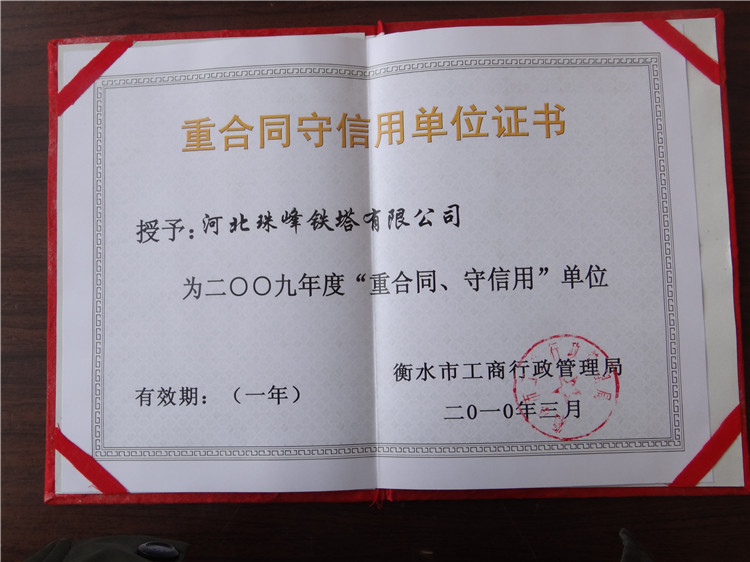 重合同守信用单位证书
授予：河北珠峰铁塔有限公司
为二〇〇九年度“重合同、守信用”单位
有效期：（一年）
衡水市工商行政管理局
二0一0年三月